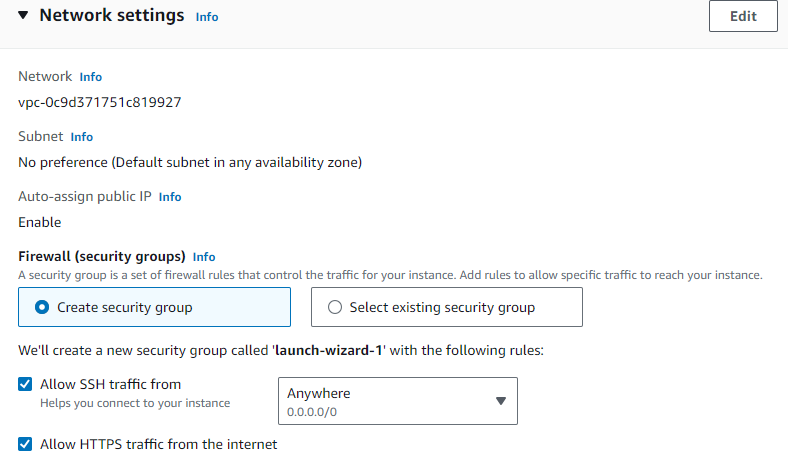 Network settings Info
Edit
Network Info
vpc-0c9d371751c819927
Subnet Info
No preference (Default subnet in any availability zone)
Auto-assign public IP Info
Enable
Firewall (security groups) Info
A security group is a set of firewall rules that control the traffic for your instance. Add rules to allow specific traffic to reach your instance.
Create security group
Select existing security group
We'll create a new security group called 'launch-wizard-1' with the following rules:
Allow SSH traffic from
Helps you connect to your instance
Anywhere
0.0.0.0/0
Allow HTTPS traffic from the internet